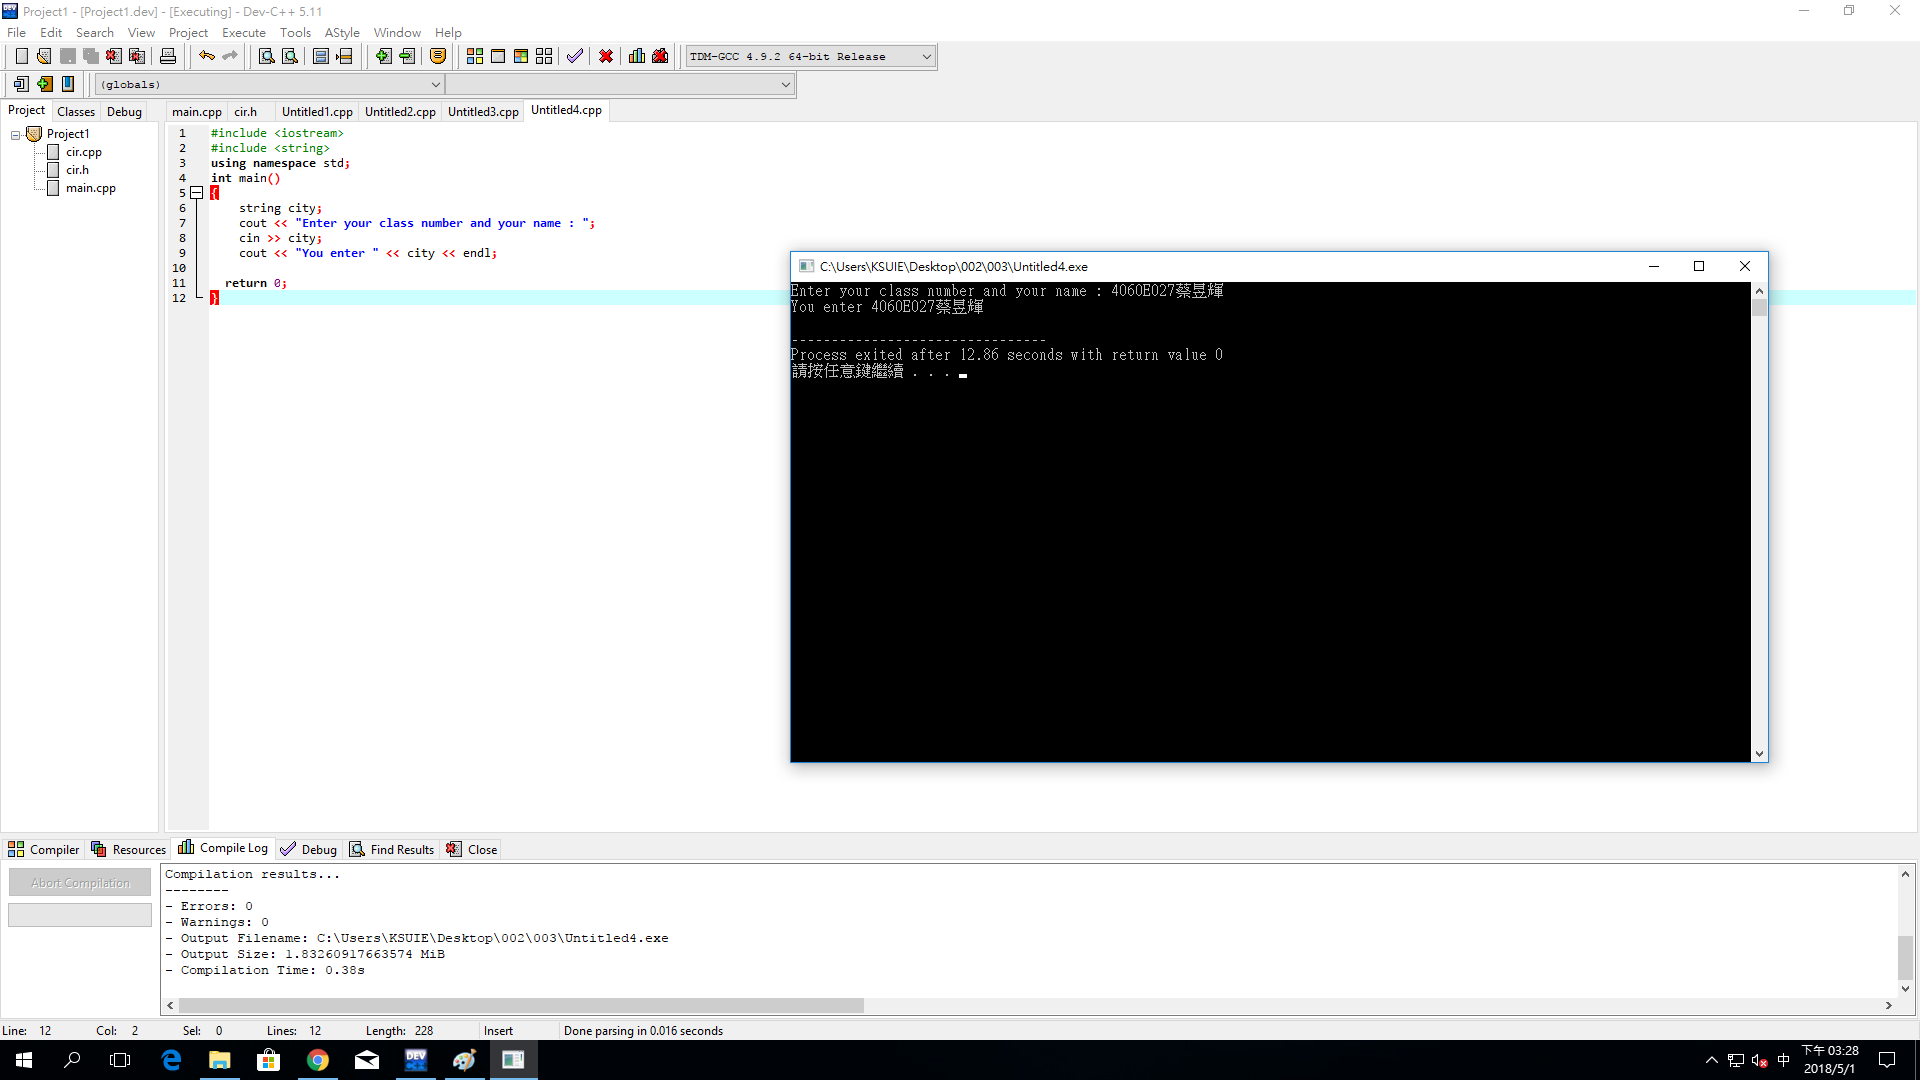 Project1 - [Project1.dev] - [Executing] - Dev-C++ 5.11
File Edit Search View Project Execute Tools AStyle Window Help
TDM-GCC 4.9.2 64-bit Release
(globals)
Project Classes Debug
main.cpp cir.h Untitled1.cpp Untitled2.cpp Untitled3.cpp Untitled4.cpp
Project1
cir.cpp
cir.h
main.cpp
1 #include <iostream>
2 #include <string>
3 using namespace std;
4 int main()
5 {
6 string city;
7 cout << "Enter your class number and your name : ";
8 cin >> city;
9 cout << "You enter " << city << endl;
10
11 return 0;
12 }
C:\Users\KSUIE\Desktop\002\003\Untitled4.exe
Enter your class number and your name : 4060E027蔡昱輝
You enter 4060E027蔡昱輝
--------------------------------
Process exited after 12.86 seconds with return value 0
請按任意鍵繼續 . . .
Compiler Resources Compile Log Debug Find Results Close
Abort Compilation
Compilation results...
--------
- Errors: 0
- Warnings: 0
- Output Filename: C:\Users\KSUIE\Desktop\002\003\Untitled4.exe
- Output Size: 1.83260917663574 MiB
- Compilation Time: 0.38s
Line: 12 Col: 2 Sel: 0 Lines: 12 Length: 228 Insert Done parsing in 0.016 seconds
DEV
中
下午 03:28
2018/5/1